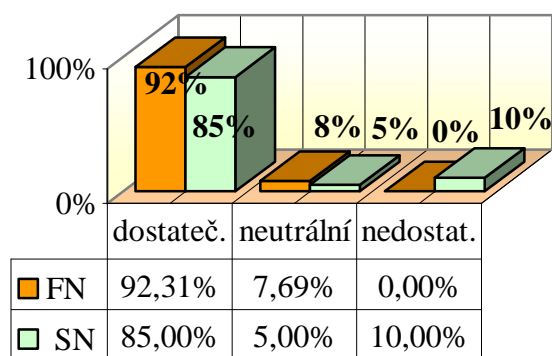 100%
92%
85%
8%
5%
0%
10%
0%
dostateč. neutrální nedostat.
FN 92,31% 7,69% 0,00%
SN 85,00% 5,00% 10,00%